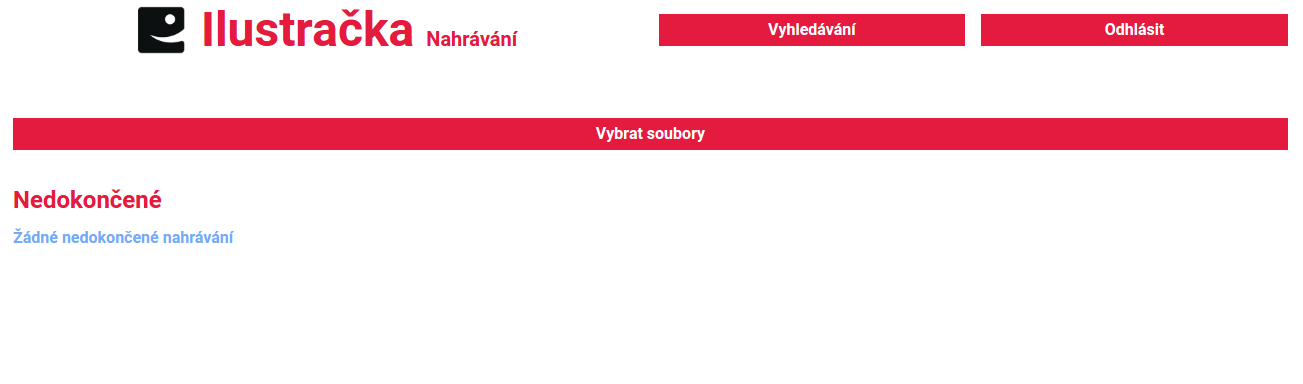 Ilustračka Nahrávání
Vyhledávání
Odhlásit
Vybrat soubory
Nedokončené
Žádné nedokončené nahrávání